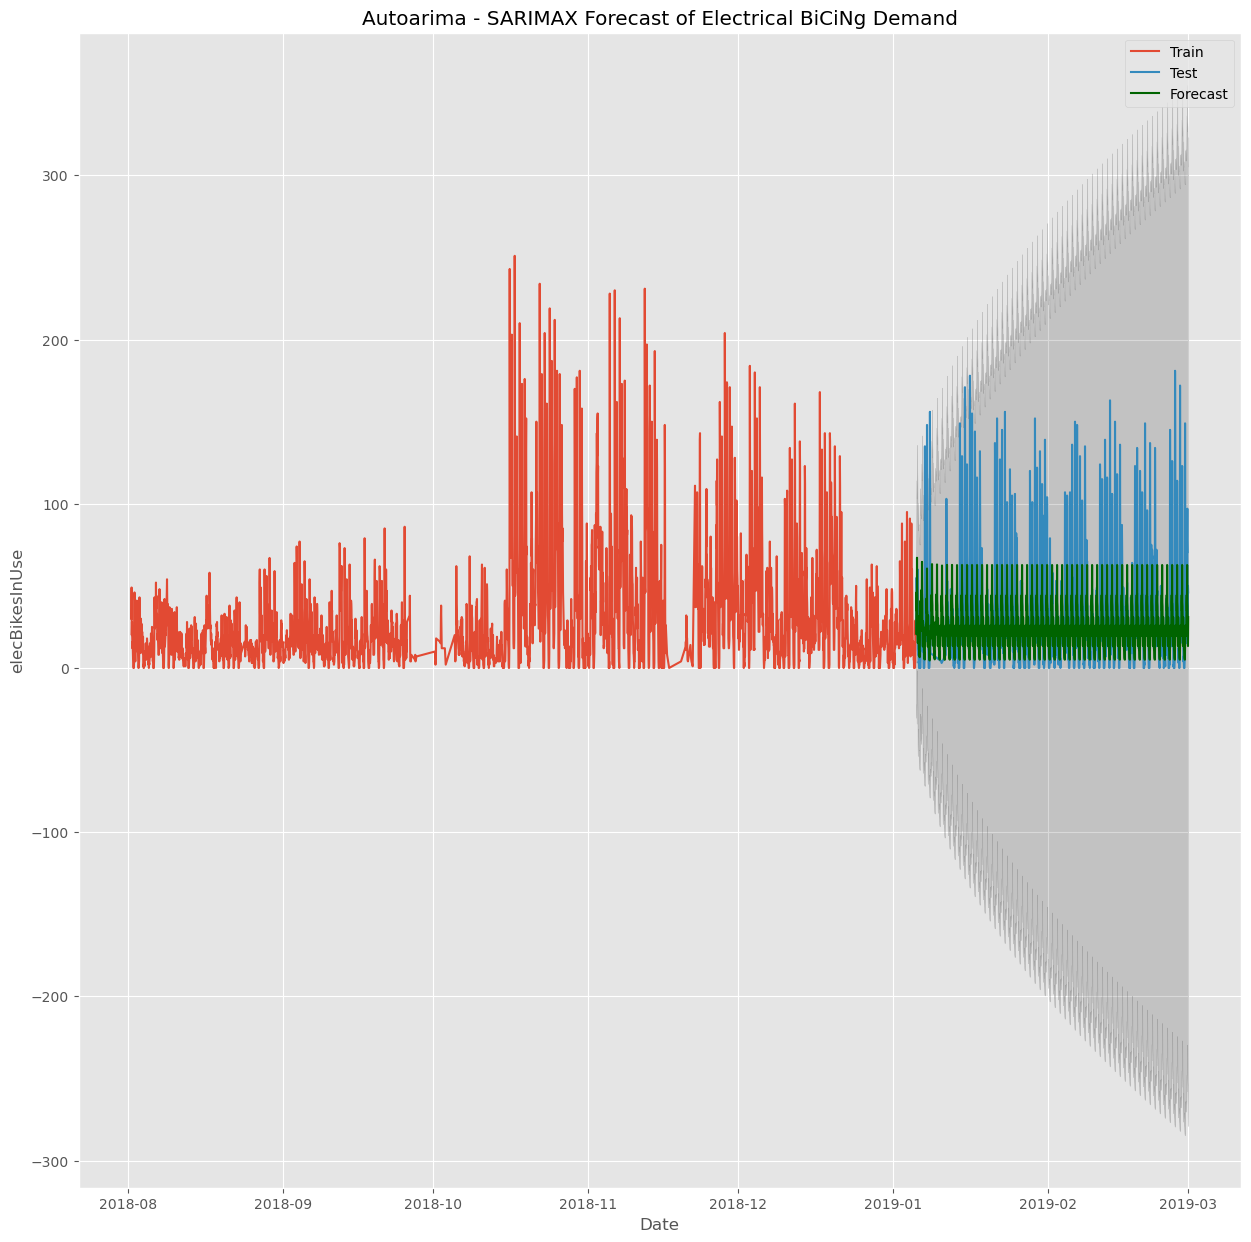 Autoarima - SARIMAX Forecast of Electrical BiCiNg Demand
Train
Test
Forecast
300
200
100
0
−100
−200
−300
elecBikesInUse
2018-08
2018-09
2018-10
2018-11
2018-12
2019-01
2019-02
2019-03
Date